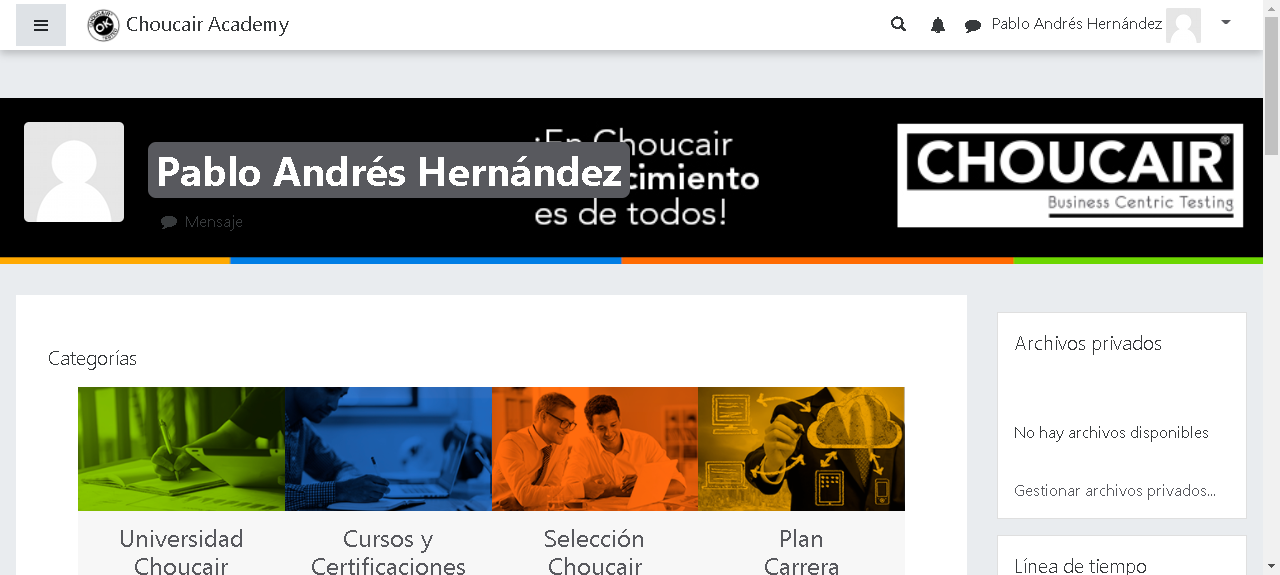 Choucair Academy
Pablo Andrés Hernández
¡En Choucair
Pablo Andrés Hernández
cimiento
es de todos!
Mensaje
CHOUCAIR®
Business Centric Testing
Categorías
Universidad
Choucair
Cursos y
Certificaciones
Selección
Choucair
Plan
Carrera
Archivos privados
No hay archivos disponibles
Gestionar archivos privados...
Línea de tiempo